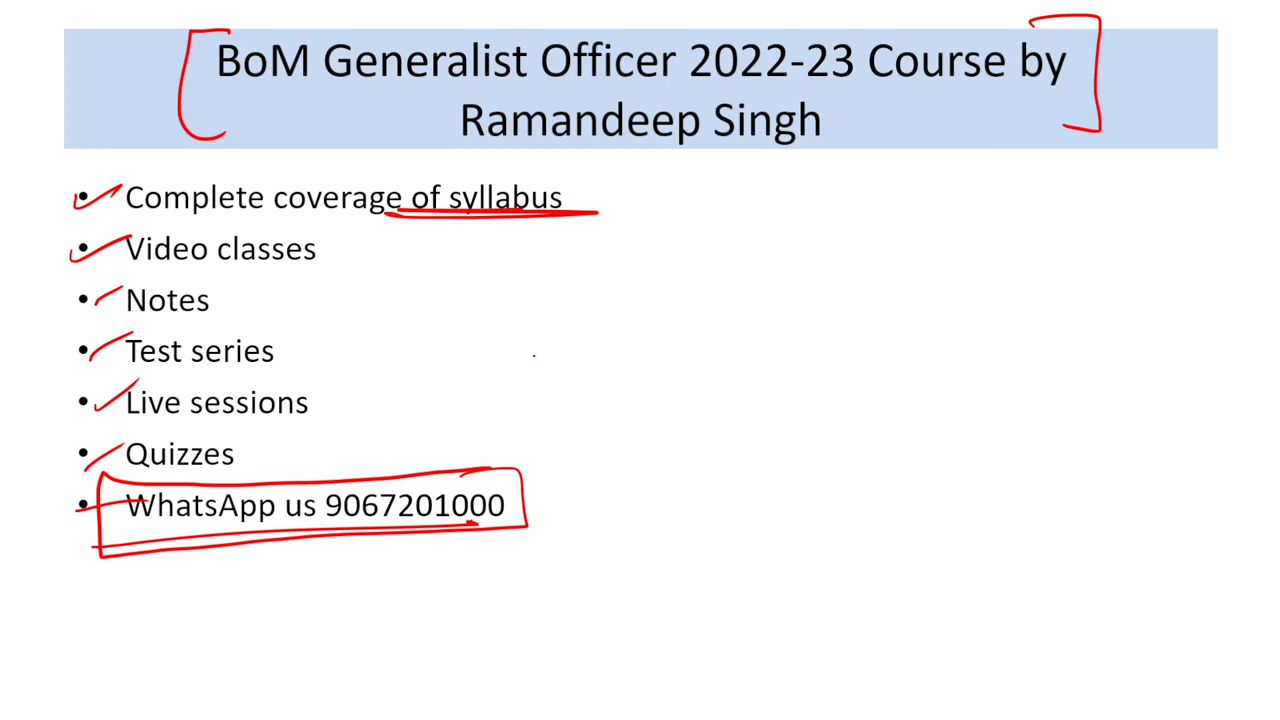 BoM Generalist Officer 2022-23 Course by
Ramandeep Singh
• Complete coverage of syllabus
• Video classes
• Notes
• Test series
• Live sessions
• Quizzes
• WhatsApp us 9067201000